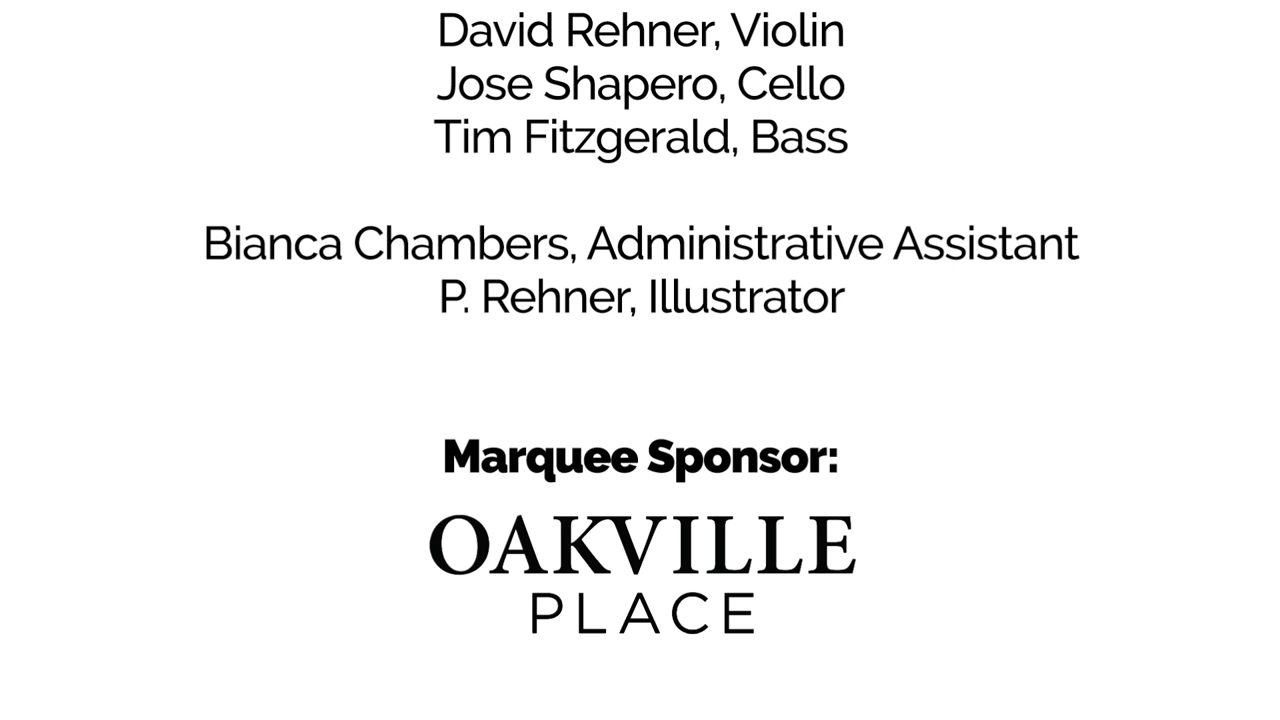 David Rehner, Violin
Jose Shapero, Cello
Tim Fitzgerald, Bass
Bianca Chambers, Administrative Assistant
P. Rehner, Illustrator
Marquee Sponsor:
OAKVILLE
PLACE